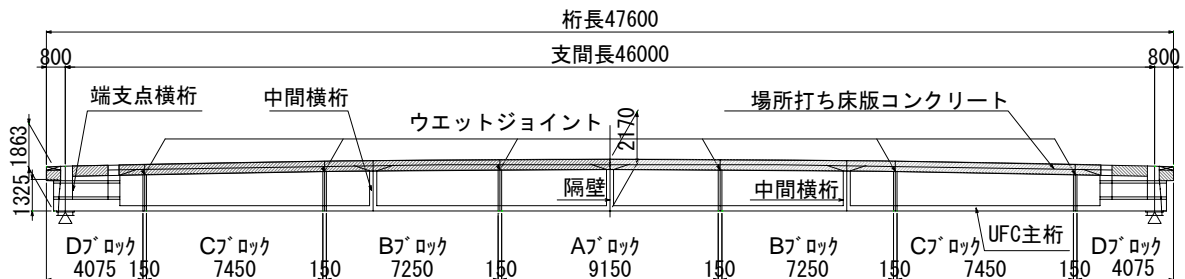 桁長47600
800 支間長46000 800
端支点横桁 中間横桁 ウエットジョイント 2170 場所打ち床版コンクリート
1863
1325
隔壁 中間横桁
UFC主桁
Dブロック Cブロック Bブロック Aブロック Bブロック Cブロック Dブロック
4075 150 7450 150 7250 150 9150 150 7250 150 7450 150 4075